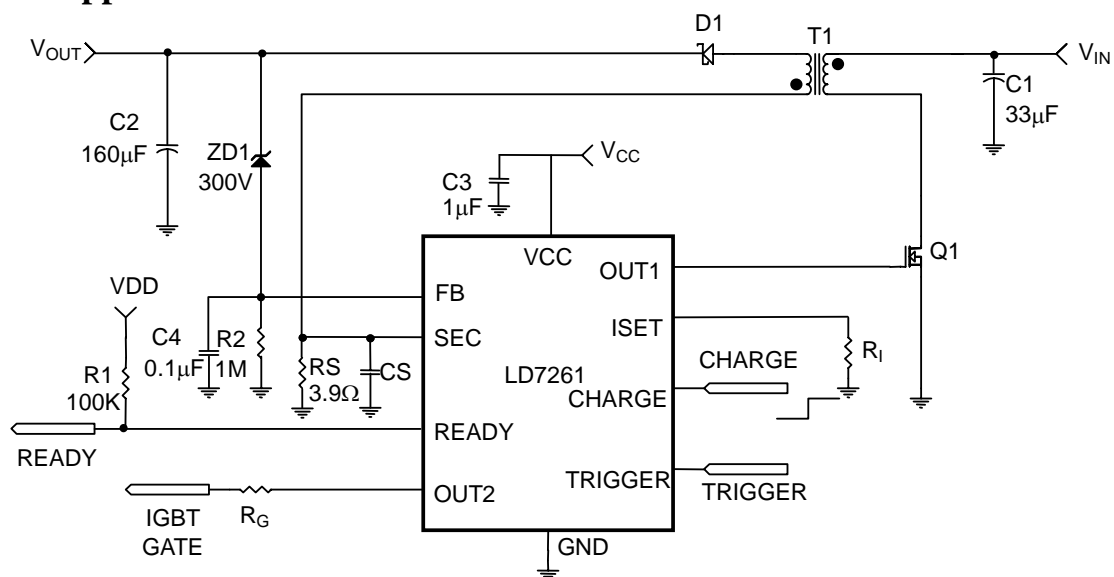 D1
T1
VOUT
VIN
C1
33µF
C2
160µF
ZD1
300V
C3
1µF
VCC
VCC
OUT1
Q1
VDD
FB
ISET
C4
0.1µF
R2
1M
SEC
RS
3.9Ω
CS
LD7261
CHARGE
RI
R1
100K
CHARGE
READY
READY
TRIGGER
TRIGGER
OUT2
IGBT
GATE
RG
GND